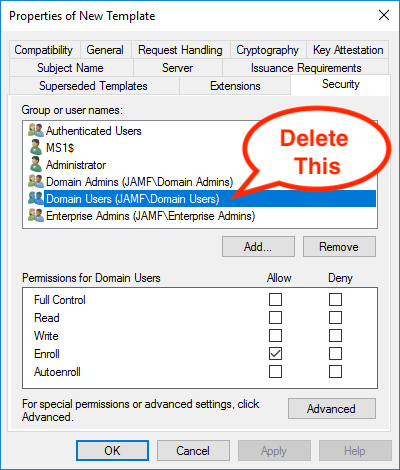 Properties of New Template
Compatibility General Request Handling Cryptography Key Attestation
Subject Name Server Issuance Requirements
Superseded Templates Extensions Security
Group or user names:
Authenticated Users
MS1$
Administrator
Domain Admins (JAMF\Domain Admins)
Domain Users (JAMF\Domain Users)
Enterprise Admins (JAMF\Enterprise Admins)
Delete
This
Add... Remove
Permissions for Domain Users Allow Deny
Full Control
Read
Write
Enroll
Autoenroll
For special permissions or advanced settings, click
Advanced.
Advanced
OK Cancel Apply Help